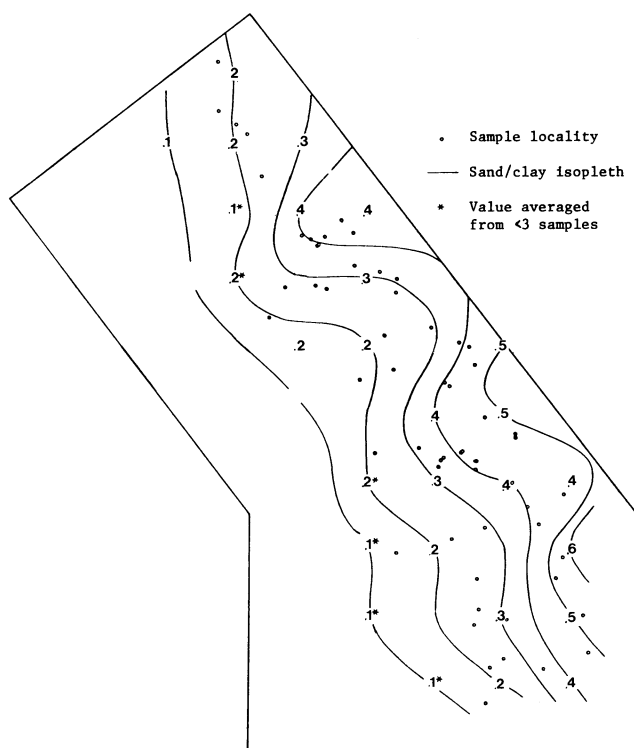 .2
.1 .2 .3
Sample locality
Sand/clay isopleth
* Value averaged
from <3 samples
.1* .4 .4
.2* .3
.2 .2 .5
.4 .5
.2* .3 .4 .4
.1* .2 .6
.1* .3 .5
.1* .2 .4